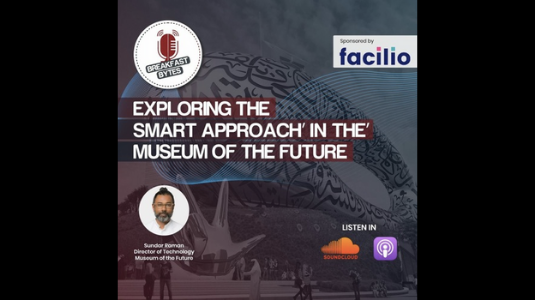 BREAKFAST
BYTES
Sponsored by
facilio
EXPLORING THE
SMART APPROACH' IN THE'
MUSEUM OF THE FUTURE
Sundar Raman
Director of Technology
Museum of the Future
LISTEN IN
SOUNDCLOUD